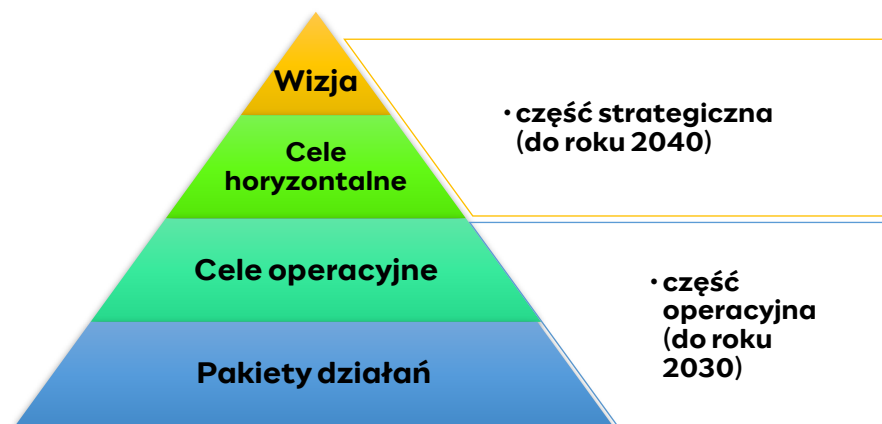 Wizja
Cele
horyzontalne
Cele operacyjne
Pakiety działań
• część strategiczna
(do roku 2040)
• część
operacyjna
(do roku
2030)